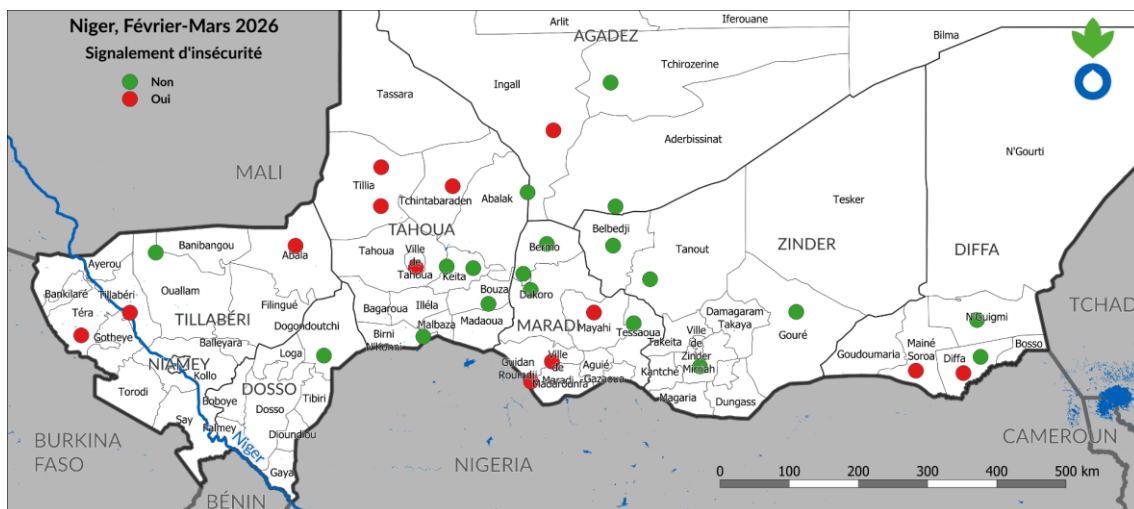 Niger, Février-Mars 2026
Signalement d'insécurité
Non
Oui
Arlit
Iferouane
AGADEZ
Bilma
Tchirozerine
Ingall
Tassara
Aderbissinat
N'Gourti
MALI
Tillia
Tchintabaraden
Abalak
Tesker
TAHOUA
Belbedji
Banibangou
Abala
Tahoua
Ville de Tahoua
Keita
Bermo
Tanout
ZINDER
DIFFA
Ayerou
Bankilaré
Tillabéri
Ouallam
Filingué
Bouza
Dakoro
TCHAD
Téra
Gotheye
TILLABÉRI
Dogondoutchi
Bagaroua
Illéla
Madaoua
MARADI
Mayahi
Tessaoua
Damagaram
Takaya
Gouré
N'Guigmi
Balleyara
Birni
N'Konni
Malbaza
Takeita
Ville de Zinder
Mirriah
Goudoumaria
Mainé
Soroa
Diffa
Bosso
NIAMEY
Kollo
Loga
Guidan
Roumdji
Ville de Maradi
Madarounfa
Aguié
Gazaoua
Kantché
Torodi
DOSSO
Boboye
Tibiri
Magaria
Dungass
Say
Falmey
Dosso
Dioundiou
BURKINA
FASO
Niger
Gaya
NIGERIA
CAMEROUN
BÉNIN
0 100 200 300 400 500 km